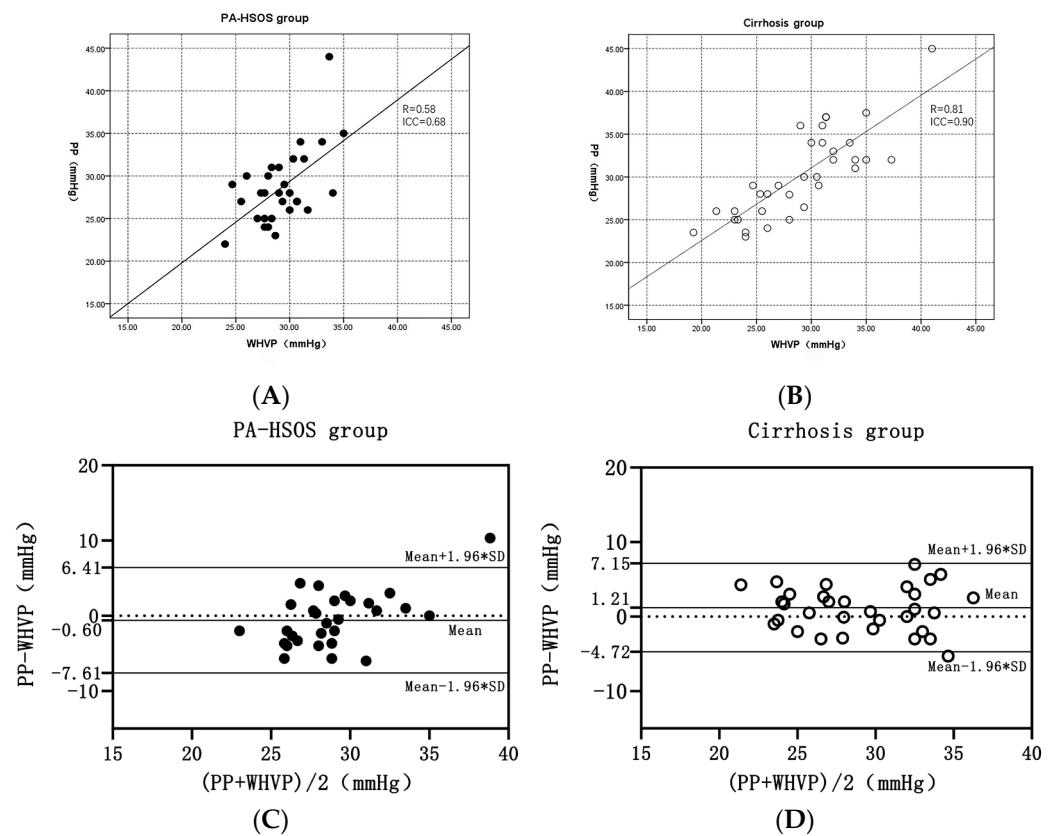 PA-HSOS group
45.00
40.00
35.00
30.00
25.00
20.00
15.00
PP（mmHg）
R=0.58
ICC=0.68
15.00 20.00 25.00 30.00 35.00 40.00 45.00
WHVP（mmHg）
(A)
Cirrhosis group
45.00
40.00
35.00
30.00
25.00
20.00
15.00
PP（mmHg）
R=0.81
ICC=0.90
15.00 20.00 25.00 30.00 35.00 40.00 45.00
WHVP（mmHg）
(B)
PA-HSOS group
20
10
6.41
0
-0.60
-7.61
-10
PP-WHVP（mmHg）
Mean+1.96*SD
Mean
Mean-1.96*SD
15 20 25 30 35 40
(PP+WHVP)/2（mmHg）
(C)
Cirrhosis group
20
10
7.15
1.21
0
-4.72
-10
PP-WHVP（mmHg）
Mean+1.96*SD
Mean
Mean-1.96*SD
15 20 25 30 35 40
(PP+WHVP)/2（mmHg）
(D)